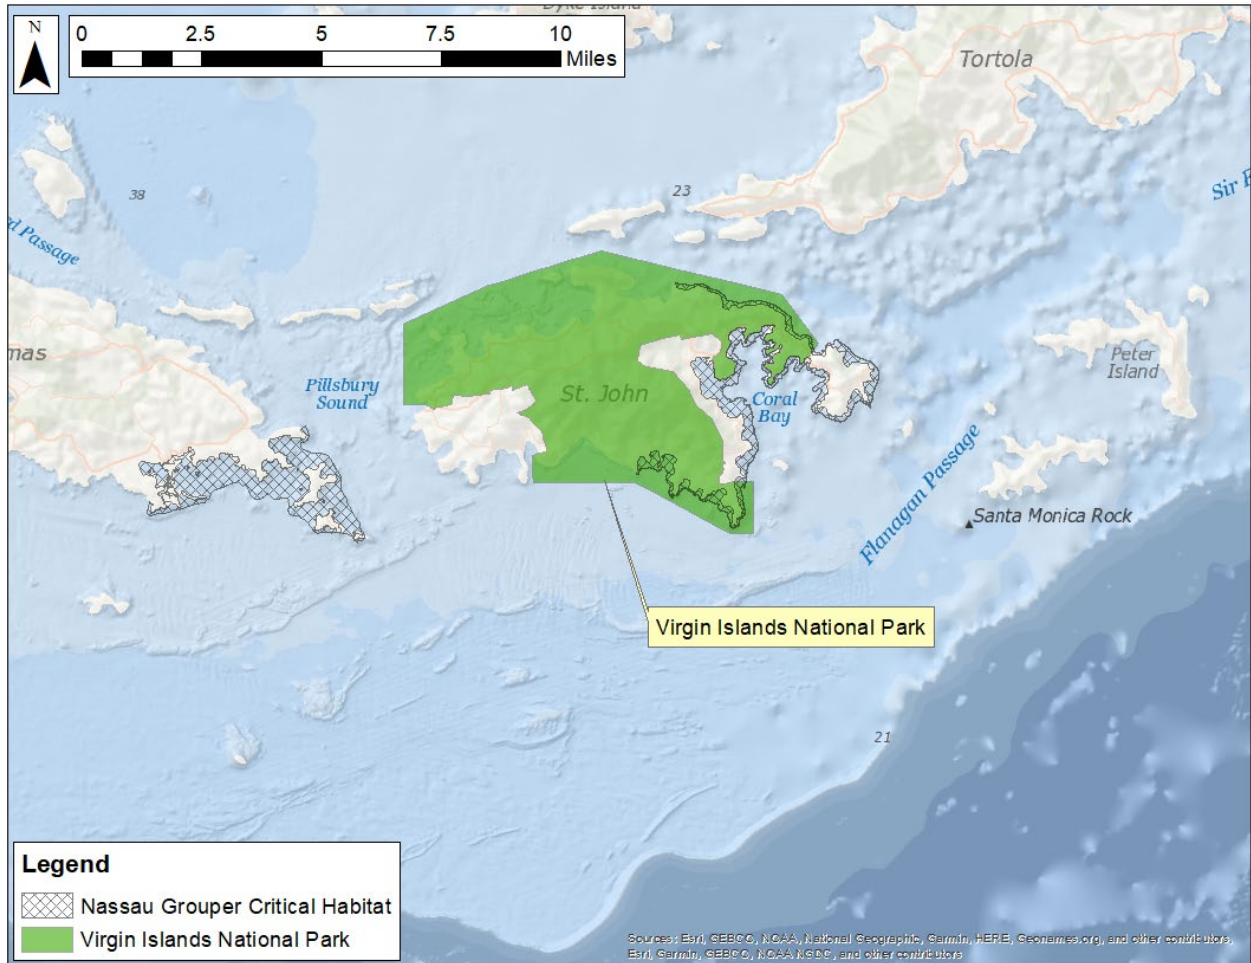 Dyke Island
N
0 2.5 5 7.5 10
Miles
Tortola
38
23
Sir F
rd Passage
mas
Pillsbury
Sound
St. John
Coral
Bay
Peter
Island
Flanagan Passage
Santa Monica Rock
Virgin Islands National Park
21
Legend
Nassau Grouper Critical Habitat
Virgin Islands National Park
Sources: Esri, GEBCO, NOAA, National Geographic, Garmin, HERE, Geonames.org, and other contributors,
Esri, Garmin, GEBCO, NOAA NGDC, and other contributors